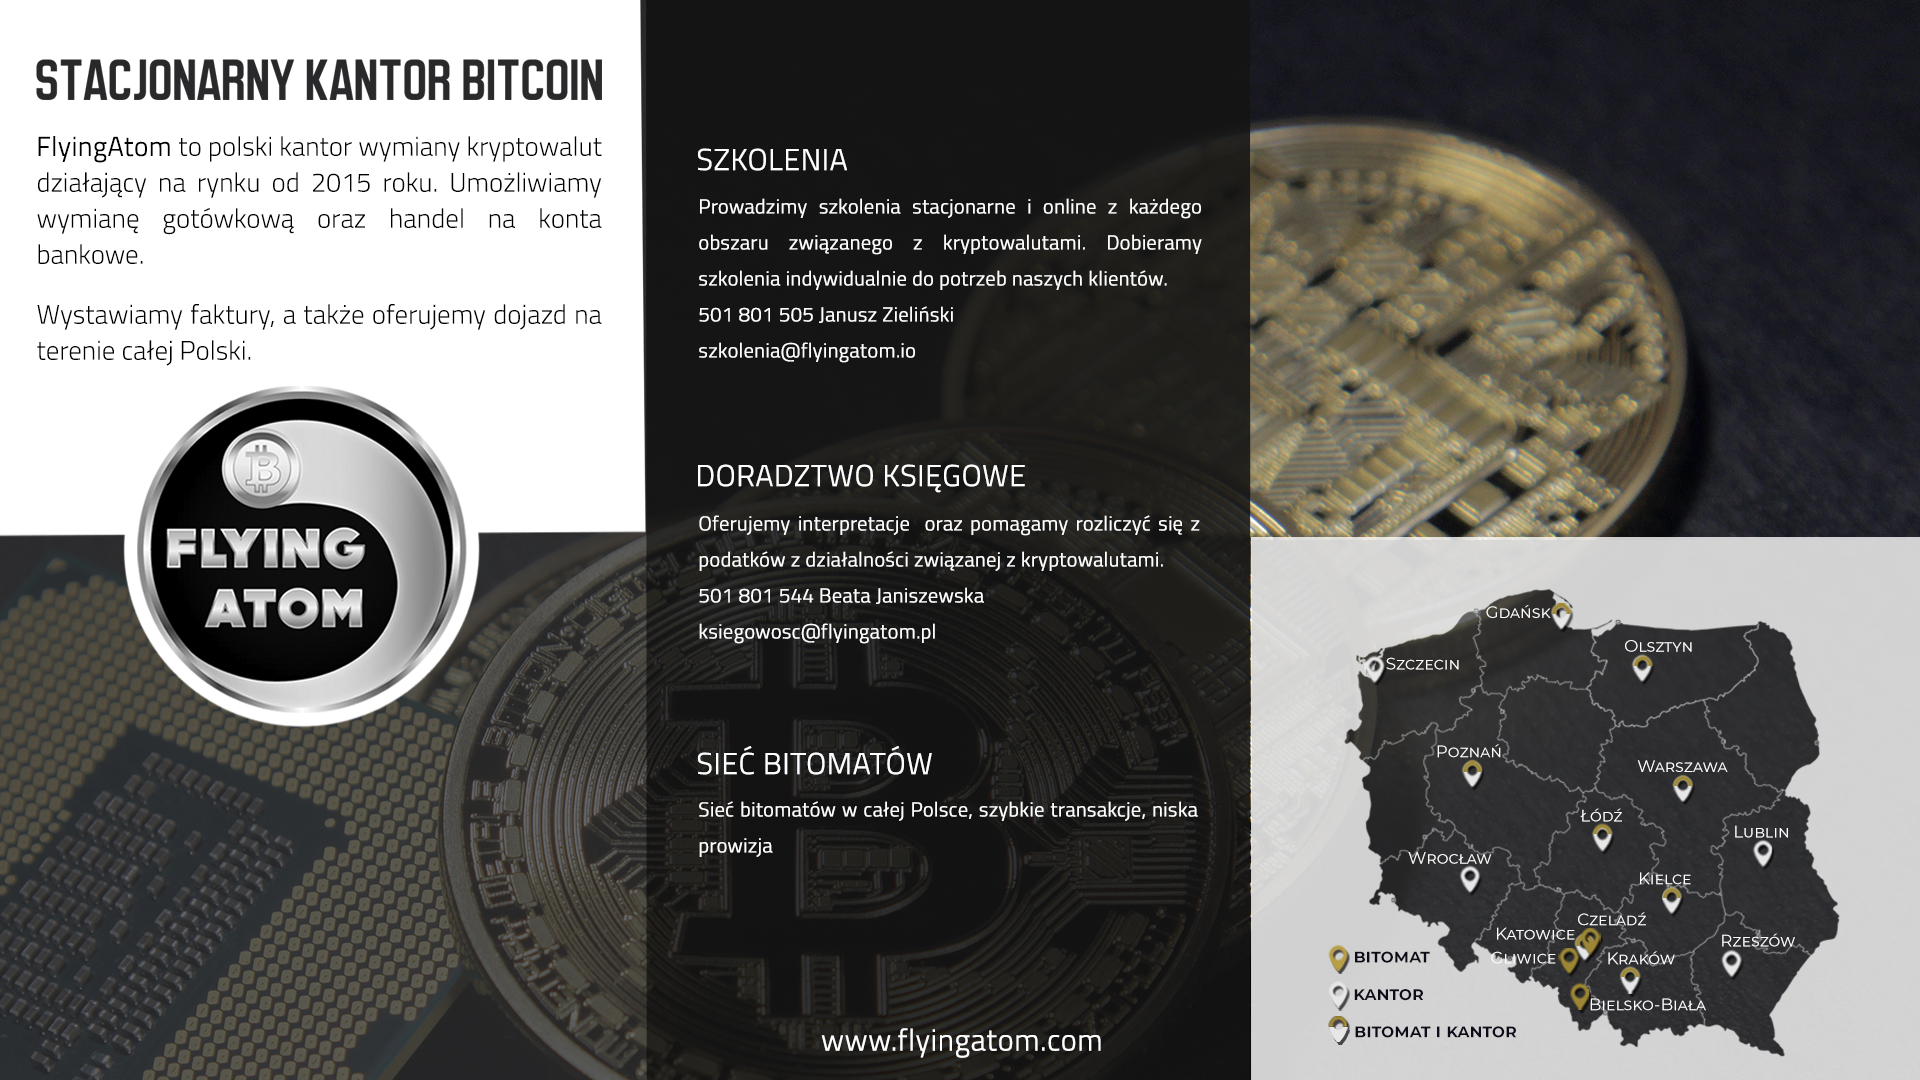 STACJONARNY KANTOR BITCOIN
FlyingAtom to polski kantor wymiany kryptowalut
działający na rynku od 2015 roku. Umożliwiamy
wymianę gotówkową oraz handel na konta
bankowe.
Wystawiamy faktury, a także oferujemy dojazd na
terenie całej Polski.
FLYING
ATOM
SZKOLENIA
Prowadzimy szkolenia stacjonarne i online z każdego
obszaru związanego z kryptowalutami. Dobieramy
szkolenia indywidualnie do potrzeb naszych klientów.
501 801 505 Janusz Zieliński
szkolenia@flyingatom.io
DORADZTWO KSIĘGOWE
Oferujemy interpretacje oraz pomagamy rozliczyć się z
podatków z działalności związanej z kryptowalutami.
501 801 544 Beata Janiszewska
ksiegowosc@flyingatom.pl
SIEĆ BITOMATÓW
Sieć bitomatów w całej Polsce, szybkie transakcje, niska
prowizja
www.flyingatom.com
GDAŃSK
OLSZTYN
SZCZECIN
POZNAŃ
WARSZAWA
ŁÓDŹ
LUBLIN
WROCŁAW
KIELCE
CZELADŹ
KATOWICE
RZESZÓW
GLIWICE
KRAKÓW
BIELSKO-BIAŁA
BITOMAT
KANTOR
BITOMAT I KANTOR